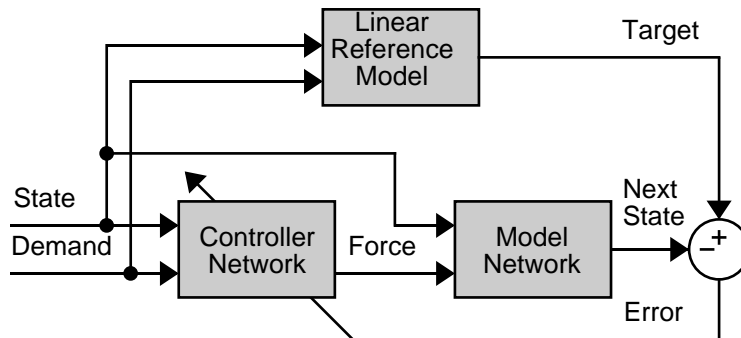 Linear
Reference
Model
Target
State
Demand
Controller
Network
Force
Model
Network
Next
State
+
−
Error